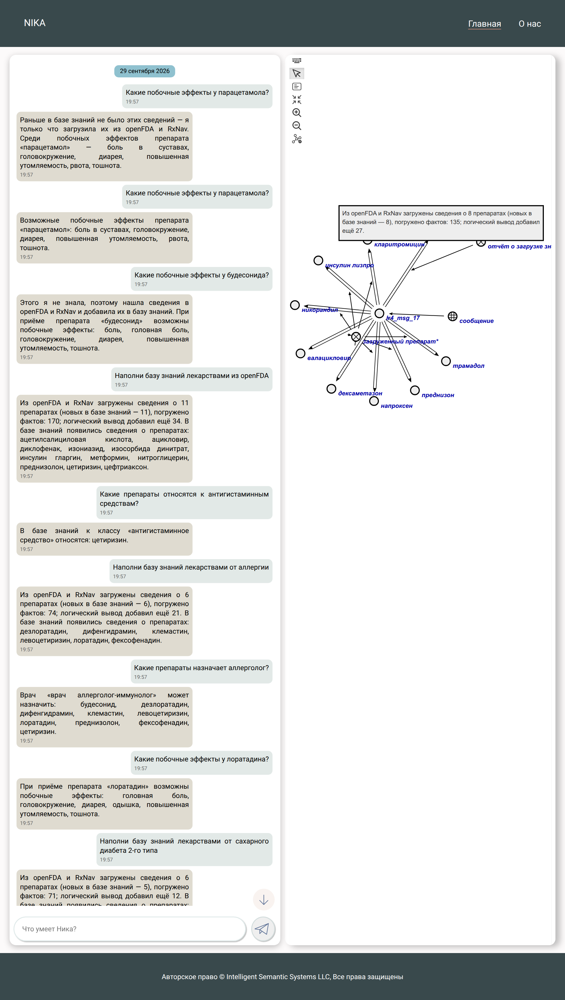 NIKA
Главная
О нас
29 сентября 2026
Какие побочные эффекты у парацетамола?
19:57
Раньше в базе знаний не было этих сведений — я
только что загрузила их из openFDA и RxNav.
Среди побочных эффектов препарата
«парацетамол» — боль в суставах,
головокружение, диарея, повышенная
утомляемость, рвота, тошнота.
19:57
Какие побочные эффекты у парацетамола?
19:57
Возможные побочные эффекты препарата
«парацетамол»: боль в суставах, головокружение,
диарея, повышенная утомляемость, рвота,
тошнота.
19:57
Какие побочные эффекты у будесонида?
19:57
Этого я не знала, поэтому нашла сведения в
openFDA и RxNav и добавила их в базу знаний. При
приёме препарата «будесонид» возможны
побочные эффекты: боль, головная боль,
головокружение, диарея, повышенная
утомляемость, тошнота.
19:57
Наполни базу знаний лекарствами из openFDA
19:57
Из openFDA и RxNav загружены сведения о 11
препаратах (новых в базе знаний — 11), погружено
фактов: 170; логический вывод добавил ещё 34. В
базе знаний появились сведения о препаратах:
ацетилсалициловая кислота, ацикловир,
диклофенак, изониазид, изосорбида динитрат,
инсулин гларгин, метформин, нитроглицерин,
преднизолон, цетиризин, цефтриаксон.
19:57
Какие препараты относятся к антигистаминным
средствам?
19:57
В базе знаний к классу «антигистаминное
средство» относятся: цетиризин.
19:57
Наполни базу знаний лекарствами от аллергии
19:57
Из openFDA и RxNav загружены сведения о 6
препаратах (новых в базе знаний — 6), погружено
фактов: 74; логический вывод добавил ещё 21. В
базе знаний появились сведения о препаратах:
дезлоратадин, дифенгидрамин, клемастин,
левоцетиризин, лоратадин, фексофенадин.
19:57
Какие препараты назначает аллерголог?
19:57
Врач «врач аллерголог-иммунолог» может
назначить: будесонид, дезлоратадин,
дифенгидрамин, клемастин, левоцетиризин,
лоратадин, преднизолон, фексофенадин,
цетиризин.
19:57
Какие побочные эффекты у лоратадина?
19:57
При приёме препарата «лоратадин» возможны
побочные эффекты: головная боль,
головокружение, диарея, одышка, повышенная
утомляемость, тошнота.
19:57
Наполни базу знаний лекарствами от сахарного
диабета 2-го типа
19:57
Из openFDA и RxNav загружены сведения о 6
препаратах (новых в базе знаний — 5), погружено
фактов: 71; логический вывод добавил ещё 12. В
базе знаний появились сведения о препаратах:
Что умеет Ника?
Из openFDA и RxNav загружены сведения о 8 препаратах (новых в
базе знаний — 8), погружено фактов: 135; логический вывод добавил
ещё 27.
кларитромицин
отчёт о загрузке зн
инсулин лизпро
никорандил
lr4_msg_17
сообщение
загруженный препарат*
валацикловир
трамадол
дексаметазон
преднизон
напроксен
Авторское право © Intelligent Semantic Systems LLC, Все права защищены